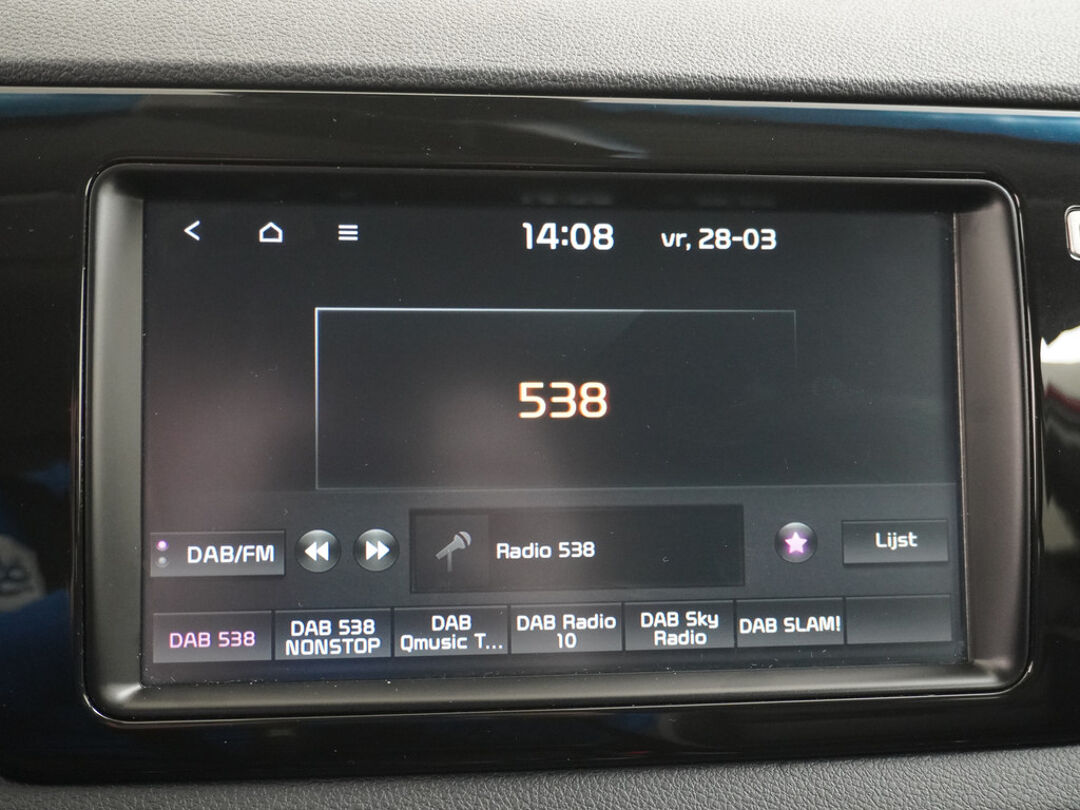 14:08 vr, 28-03
538
DAB/FM Radio 538 Lijst
DAB 538
DAB 538
NONSTOP
DAB
Qmusic T...
DAB Radio
10
DAB Sky
Radio
DAB SLAM!